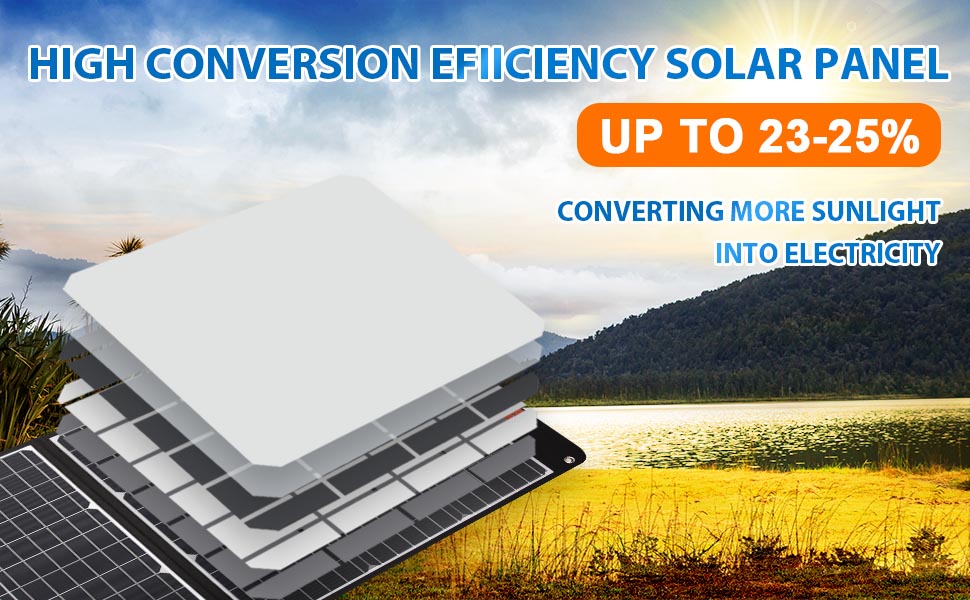 HIGH CONVERSION EFIICIENCY SOLAR PANEL
UP TO 23-25%
CONVERTING MORE SUNLIGHT
INTO ELECTRICITY